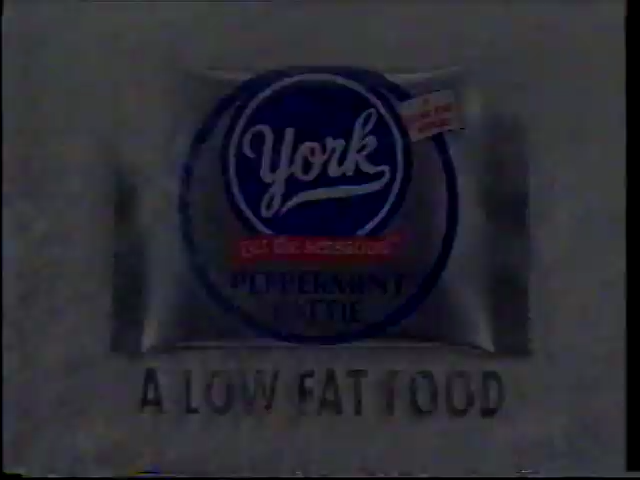 York
get the sensation
PEPPERMINT
PATTIE
A LOW FAT FOOD